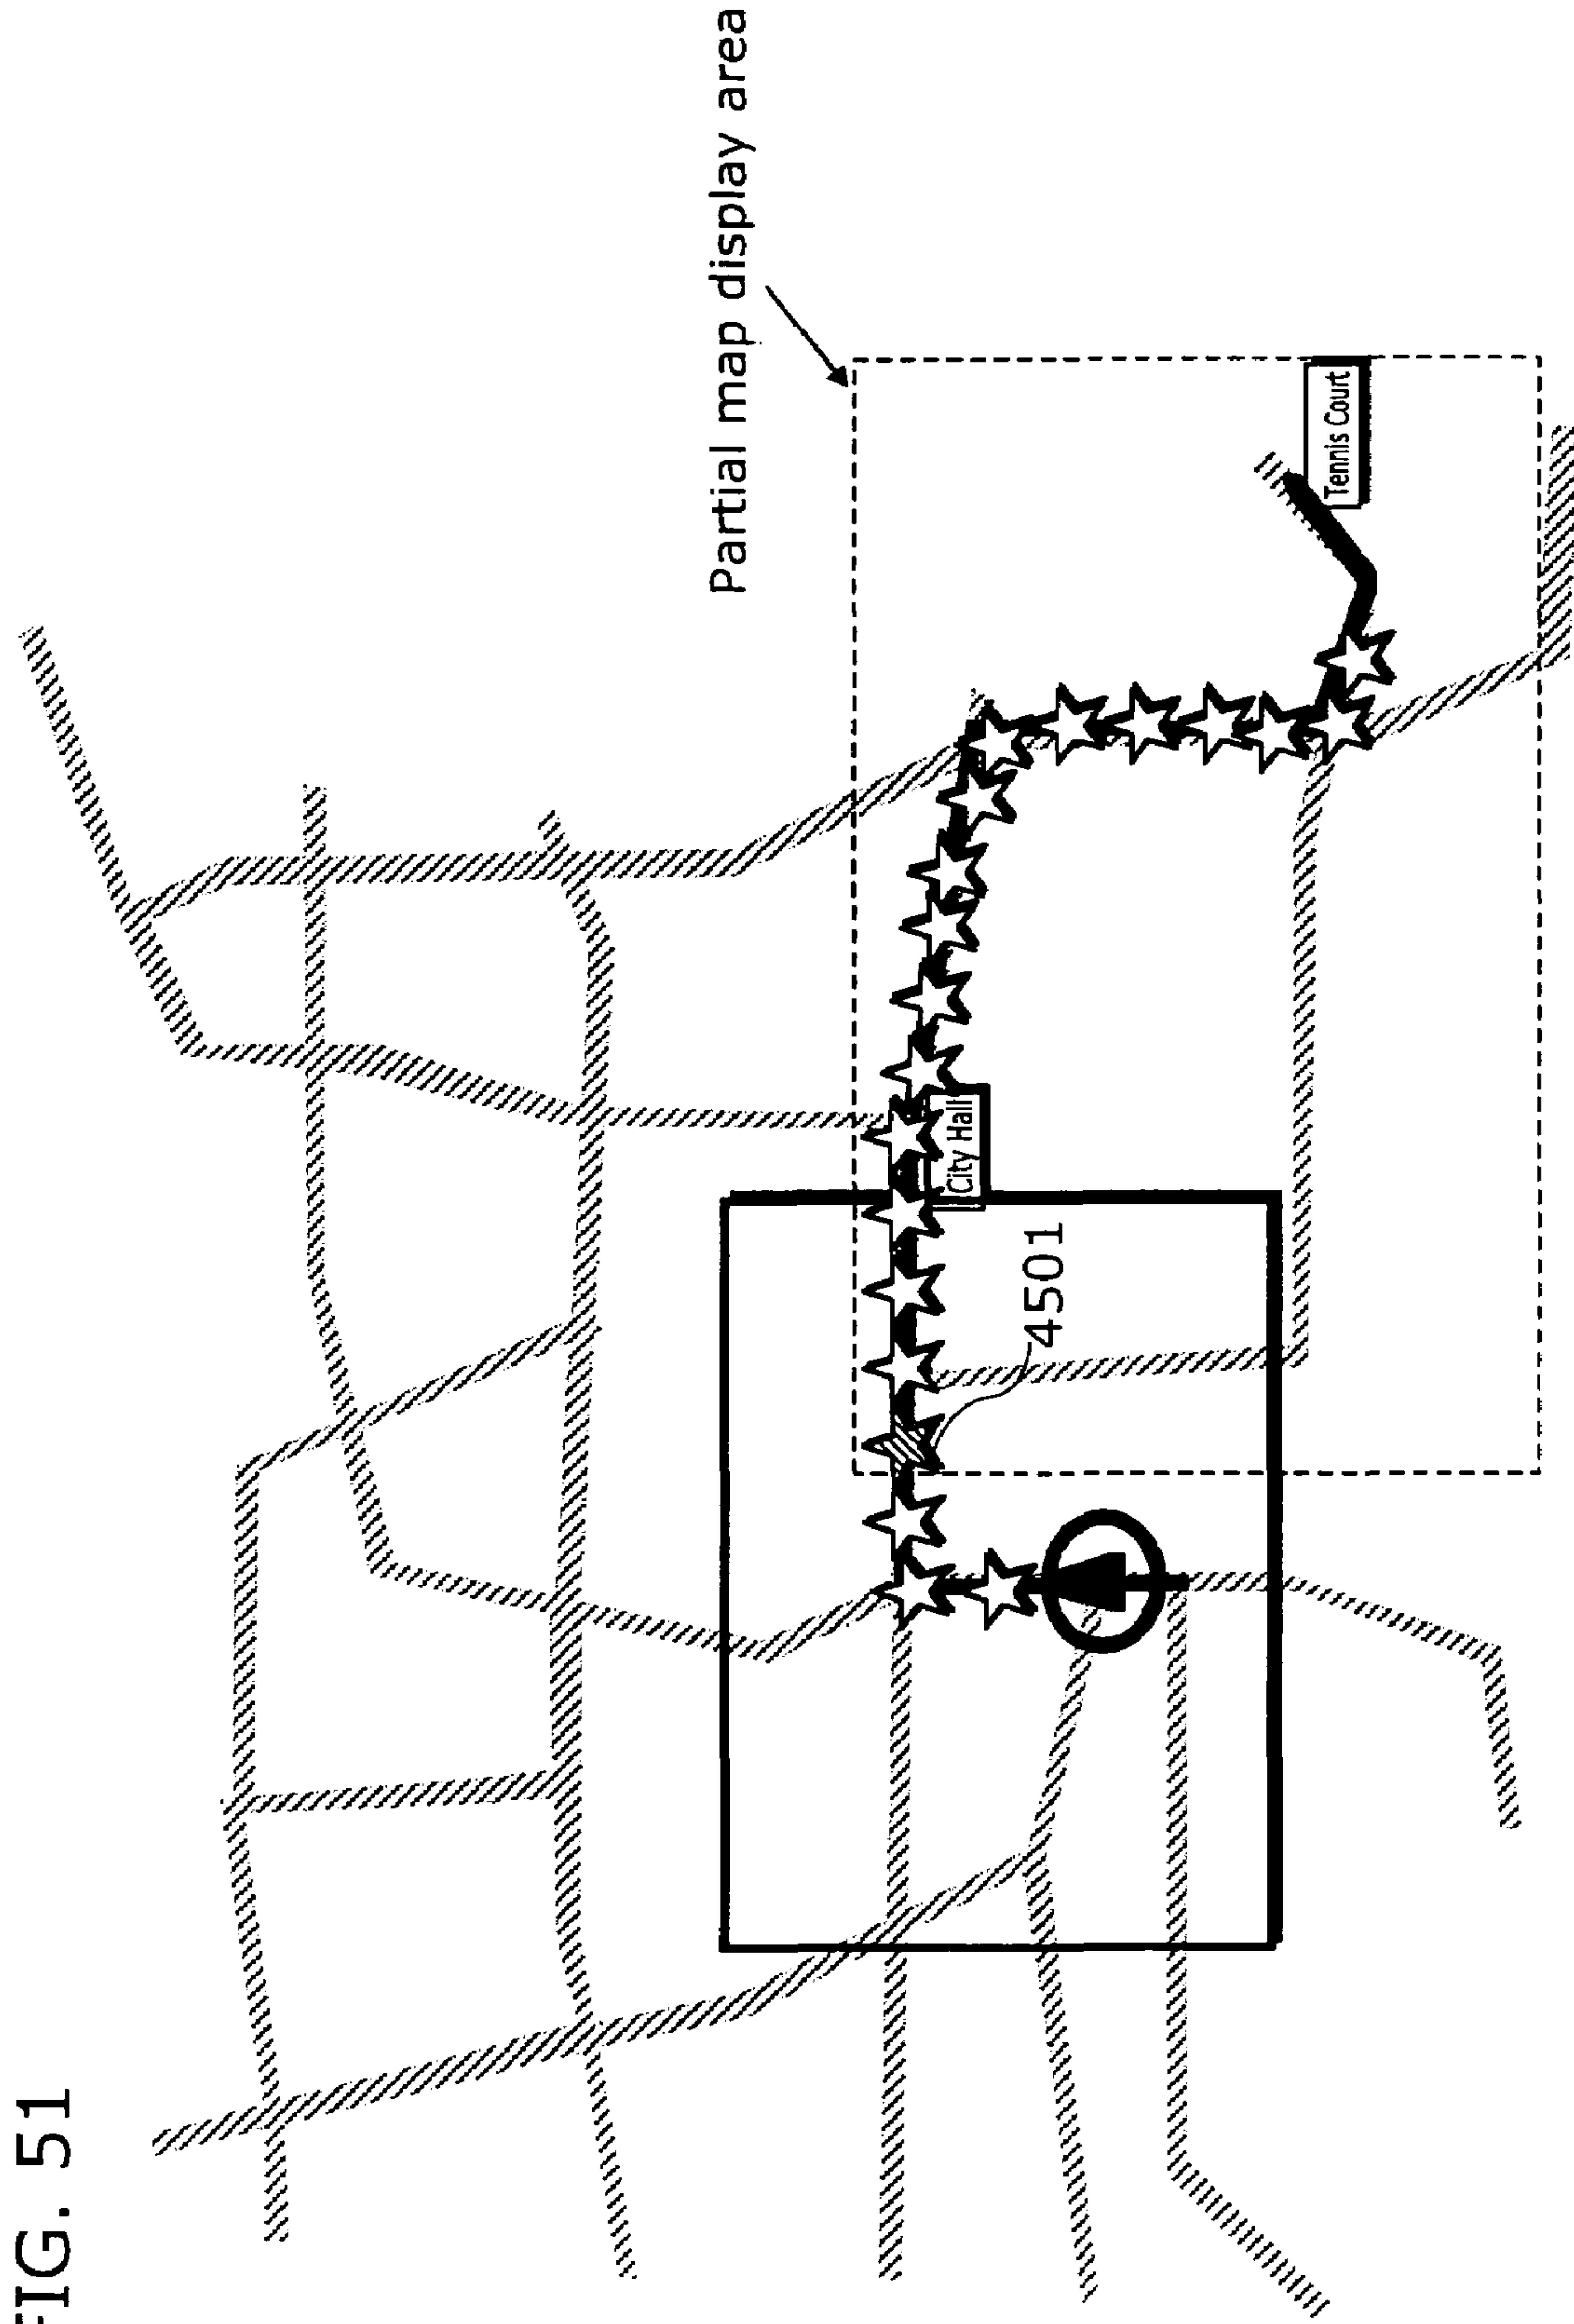 FIG. 51
Partial map display area
Tennis Court
City Hall
4501